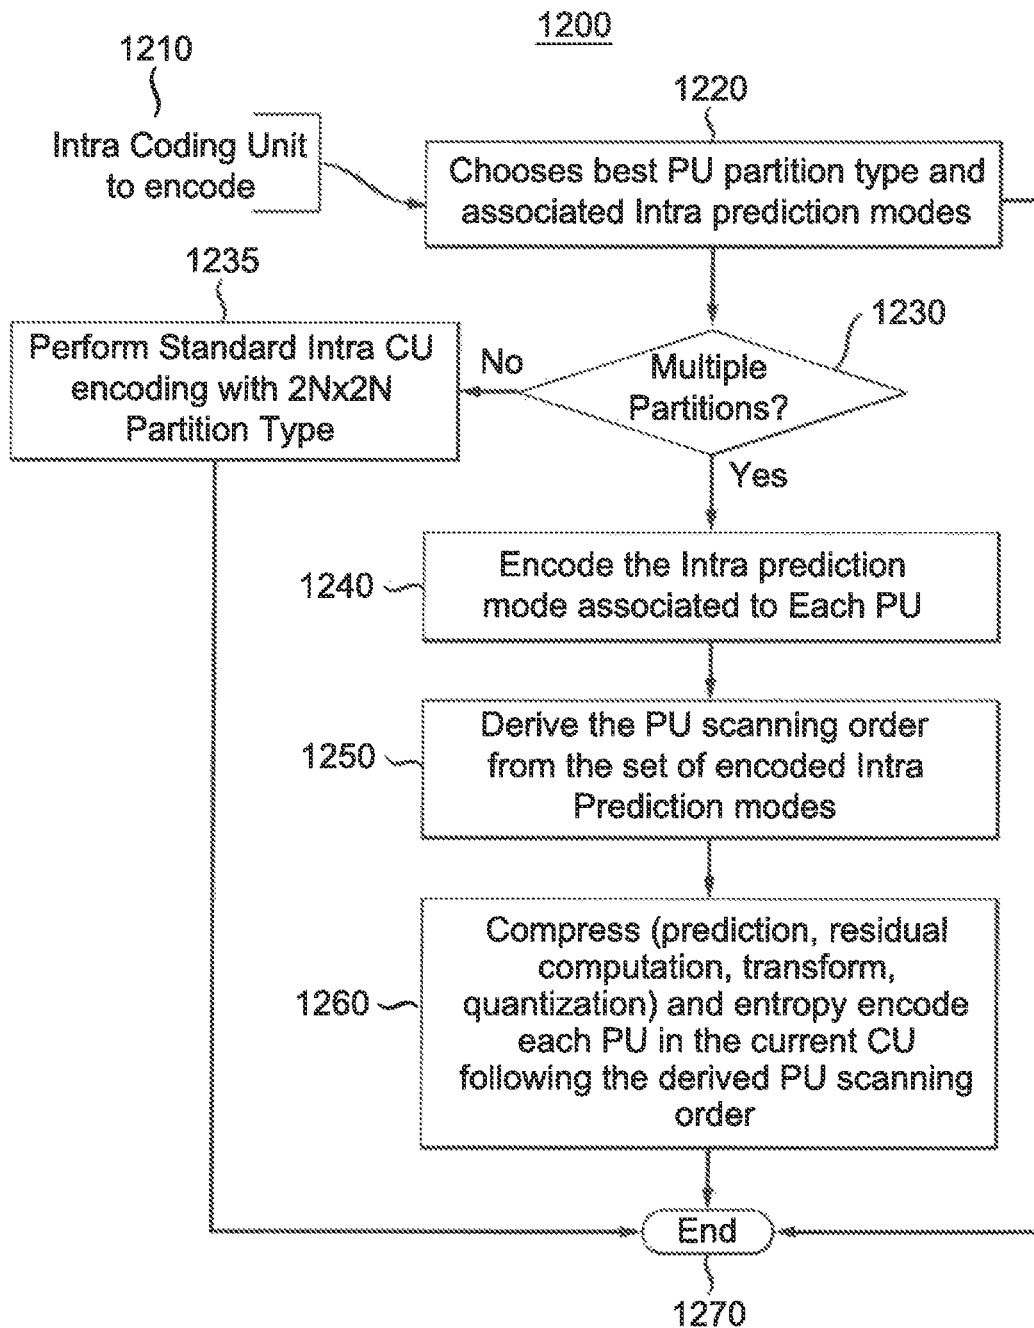 1200
1210
Intra Coding Unit
to encode
1220
Chooses best PU partition type and
associated Intra prediction modes
1235
Perform Standard Intra CU
encoding with 2Nx2N
Partition Type
No
1230
Multiple
Partitions?
Yes
1240
Encode the Intra prediction
mode associated to Each PU
1250
Derive the PU scanning order
from the set of encoded Intra
Prediction modes
1260
Compress (prediction, residual
computation, transform,
quantization) and entropy encode
each PU in the current CU
following the derived PU scanning
order
End
1270